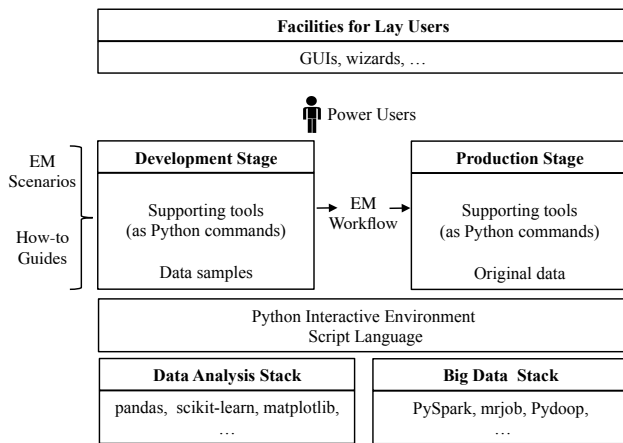 Facilities for Lay Users
GUIs, wizards, …
Power Users
EM
Scenarios
How-to
Guides
Development Stage
Supporting tools
(as Python commands)
Data samples
EM
Workflow
Production Stage
Supporting tools
(as Python commands)
Original data
Python Interactive Environment
Script Language
Data Analysis Stack
pandas, scikit-learn, matplotlib,
…
Big Data Stack
PySpark, mrjob, Pydoop,
…